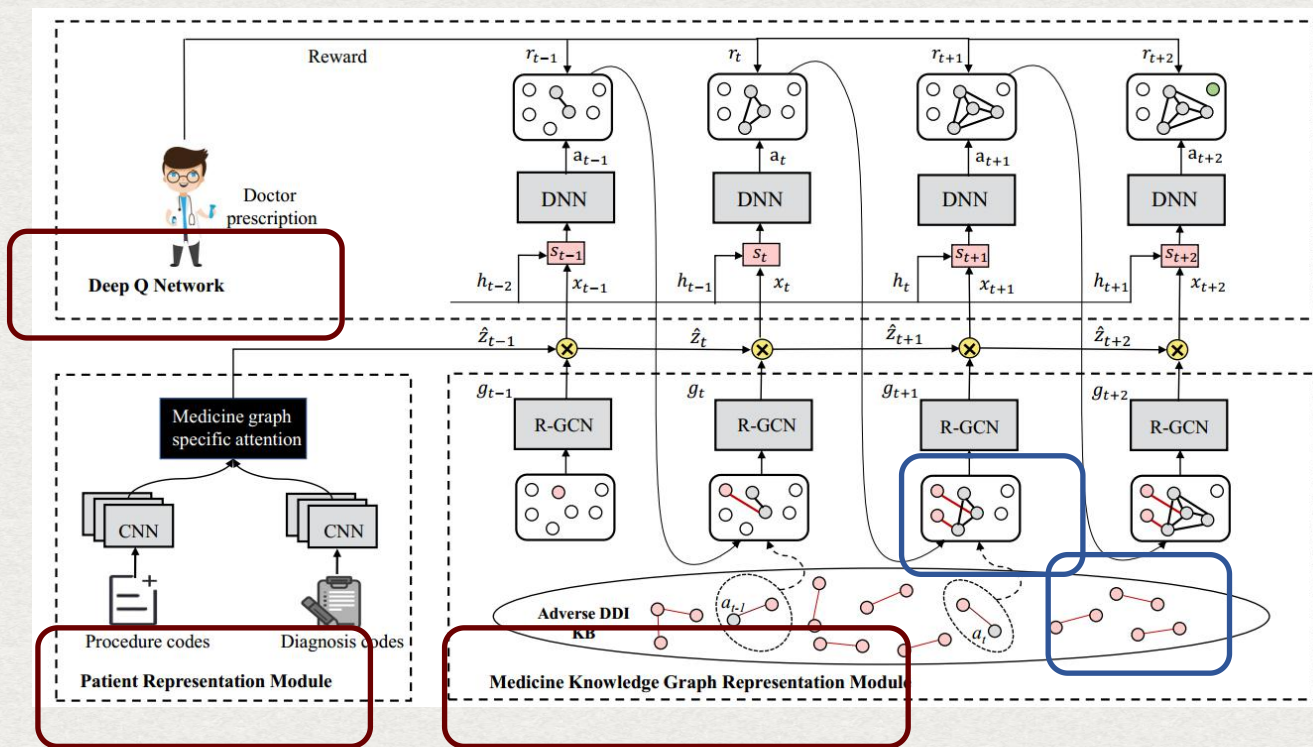 Reward
r_{t-1}
r_t
r_{t+1}
r_{t+2}
a_{t-1}
a_t
a_{t+1}
a_{t+2}
Doctor
prescription
DNN
DNN
DNN
DNN
s_{t-1}
s_t
s_{t+1}
s_{t+2}
Deep Q Network
h_{t-2}
x_{t-1}
h_{t-1}
x_t
h_t
x_{t+1}
h_{t+1}
x_{t+2}
ẑ_{t-1}
ẑ_t
ẑ_{t+1}
ẑ_{t+2}
g_{t-1}
g_t
g_{t+1}
g_{t+2}
Medicine graph
specific attention
R-GCN
R-GCN
R-GCN
R-GCN
CNN
CNN
Procedure codes
Diagnosis codes
Patient Representation Module
Adverse DDI
KB
a_{t-1}
a_t
Medicine Knowledge Graph Representation Module